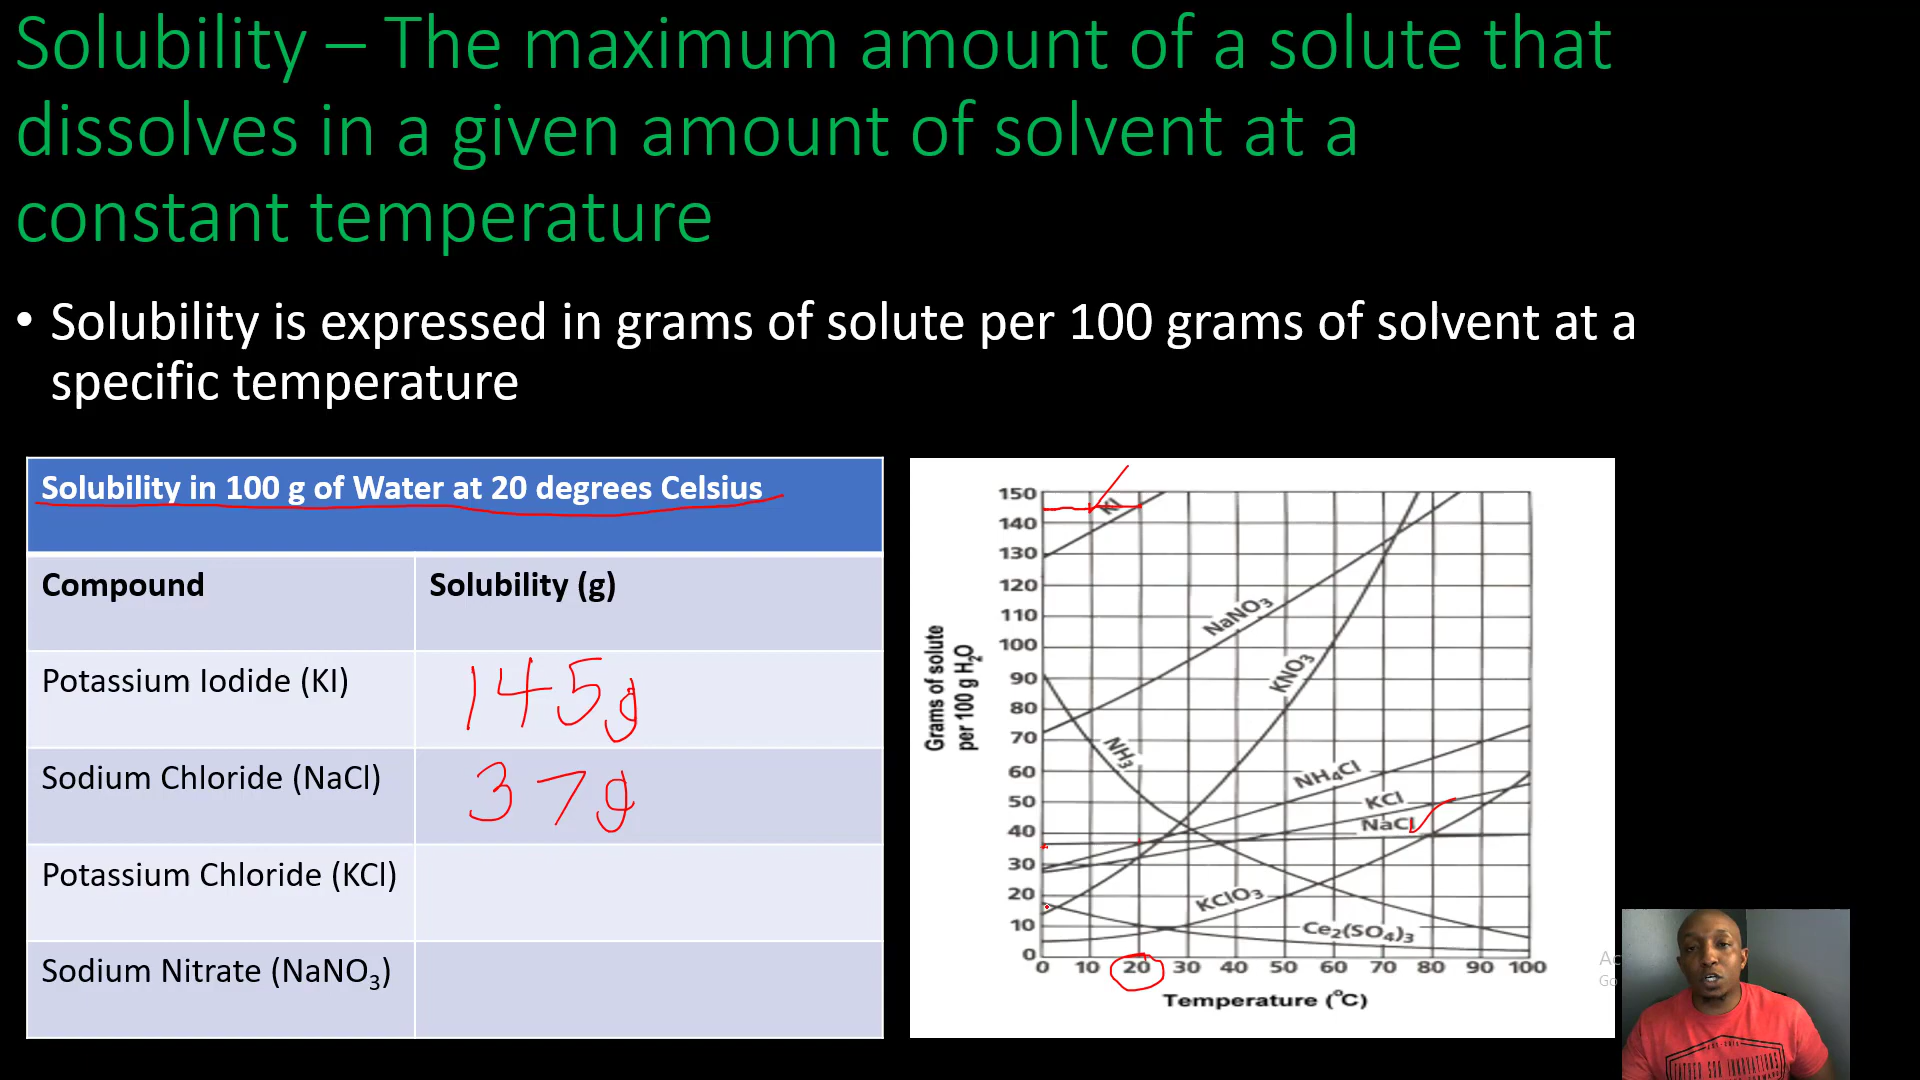 Solubility – The maximum amount of a solute that
dissolves in a given amount of solvent at a
constant temperature
• Solubility is expressed in grams of solute per 100 grams of solvent at a
specific temperature
Solubility in 100 g of Water at 20 degrees Celsius
Compound Solubility (g)
Potassium Iodide (KI) 145g
Sodium Chloride (NaCl) 37g
Potassium Chloride (KCl)
Sodium Nitrate (NaNO₃)
Grams of solute
per 100 g H₂O
150
140
130
120
110
100
90
80
70
60
50
40
30
20
10
0
KI
NaNO₃
KNO₃
NH₃
NH₄Cl
KCl
NaCl
KClO₃
Ce₂(SO₄)₃
0 10 20 30 40 50 60 70 80 90 100
Temperature (°C)
Ac
Go